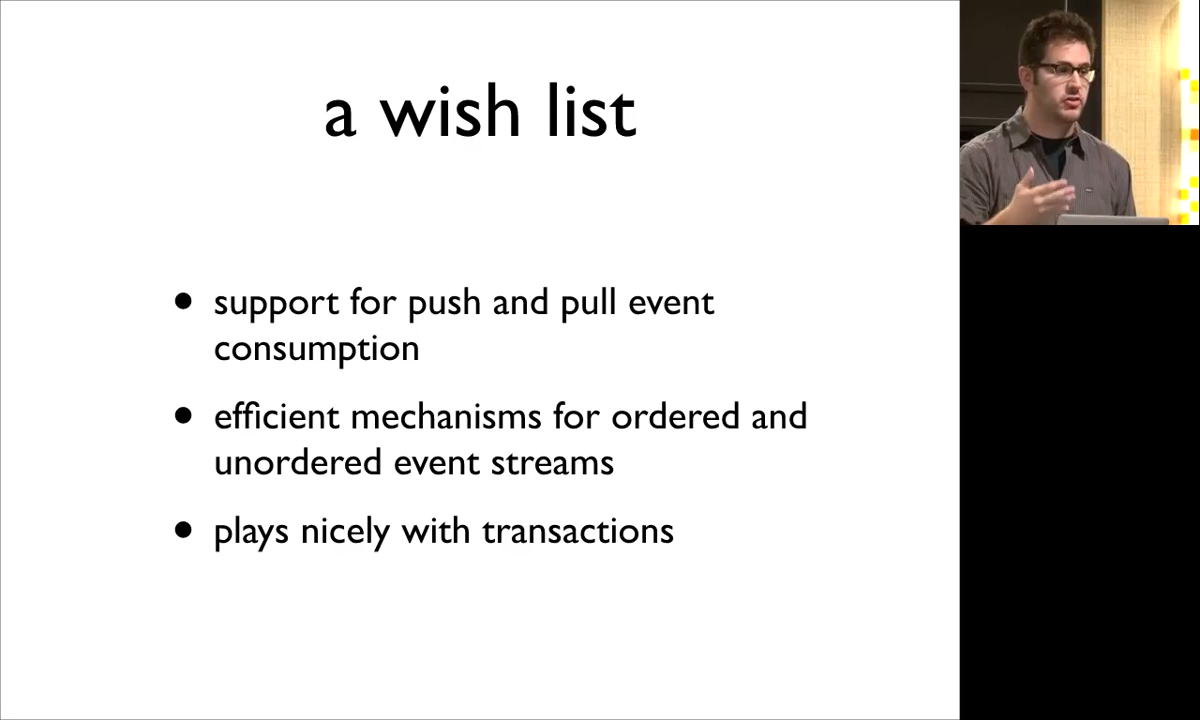 a wish list
• support for push and pull event
consumption
• efficient mechanisms for ordered and
unordered event streams
• plays nicely with transactions